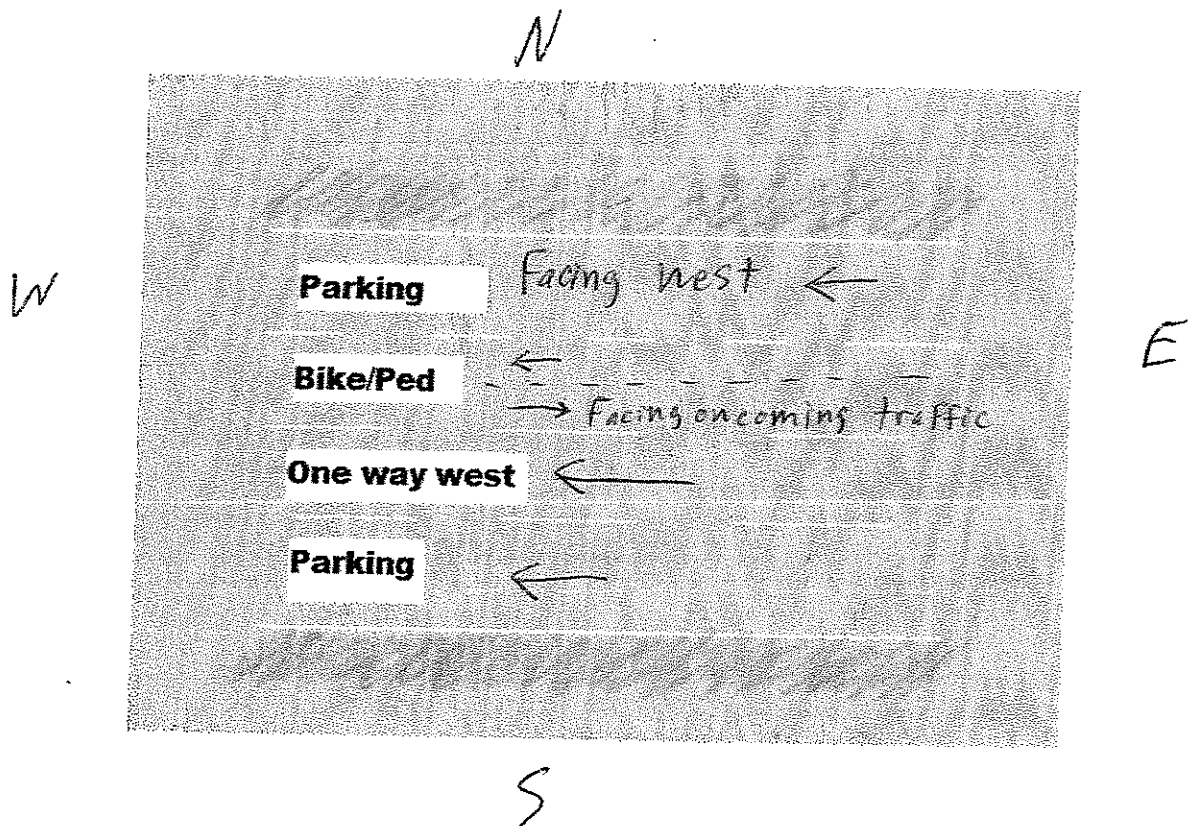 N
W
E
Parking Facing west
Bike/Ped
Facing oncoming traffic
One way west
Parking
S